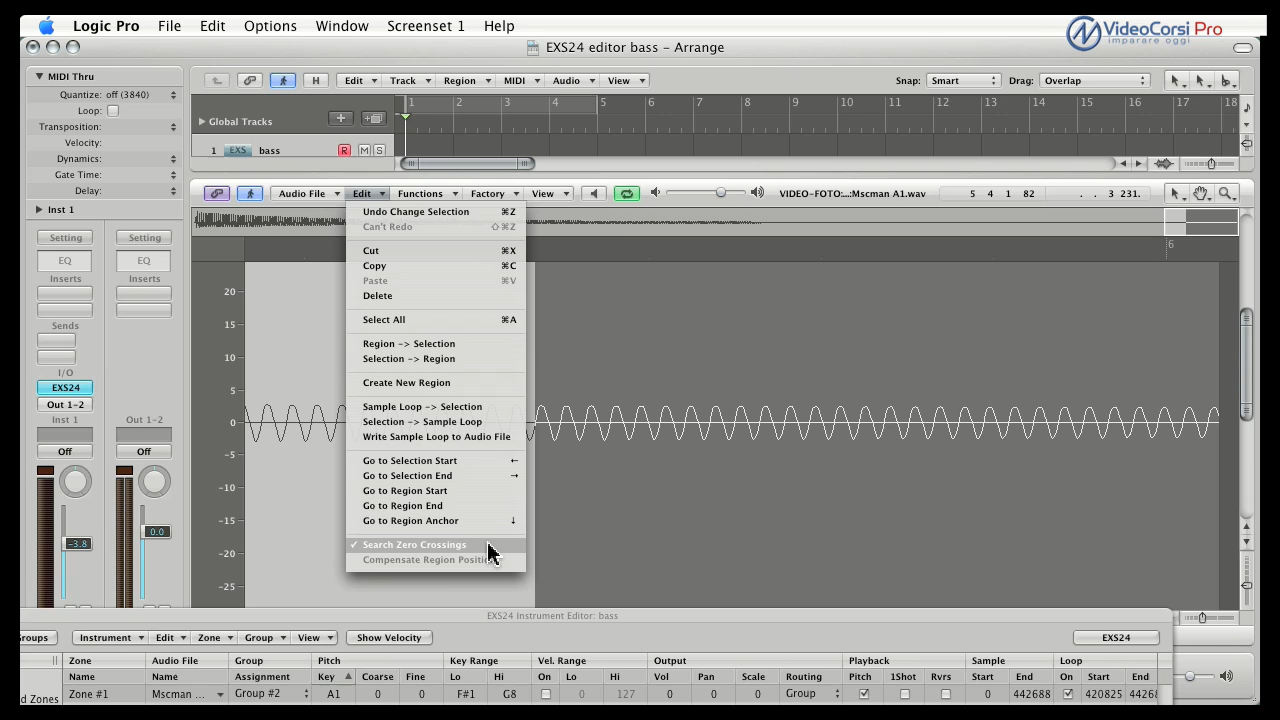 Logic Pro File Edit Options Window Screenset 1 Help
VideoCorsi Pro
imparare oggi
EXS24 editor bass – Arrange
MIDI Thru
Quantize: off (3840)
Loop:
Transposition:
Velocity:
Dynamics:
Gate Time:
Delay:
Inst 1
H Edit Track Region MIDI Audio View Snap: Smart Drag: Overlap
1 2 3 4 5 6 7 8 9 10 11 12 13 14 15 16 17 18
Global Tracks
1 EXS bass R M S
Audio File Edit Functions Factory View VIDEO-FOTO:...:Mscman A1.wav 5 4 1 82 . . 3 231.
6
Setting Setting
EQ EQ
Inserts Inserts
Sends
I/O
EXS24
Out 1-2
Out 1-2
Inst 1
Off Off
-3.8 0.0
20
15
10
5
0
-5
-10
-15
-20
-25
Undo Change Selection ⌘Z
Can't Redo ⇧⌘Z
Cut ⌘X
Copy ⌘C
Paste ⌘V
Delete
Select All ⌘A
Region -> Selection
Selection -> Region
Create New Region
Sample Loop -> Selection
Selection -> Sample Loop
Write Sample Loop to Audio File
Go to Selection Start ←
Go to Selection End →
Go to Region Start
Go to Region End
Go to Region Anchor ↓
✓ Search Zero Crossings
Compensate Region Positi
EXS24 Instrument Editor: bass
roups Instrument Edit Zone Group View Show Velocity EXS24
Zone Audio File Group Pitch Key Range Vel. Range Output Playback Sample Loop
Name Name Assignment Key Coarse Fine Lo Hi On Lo Hi Vol Pan Scale Routing Pitch 1Shot Rvrs Start End On Start End
d Zones Zone #1 Mscman ... Group #2 A1 0 0 F#1 G8 0 127 0 0 0 Group 0 442688 420825 4426